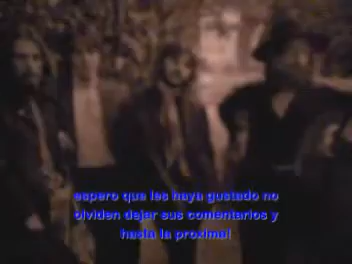 espero que les haya gustado no
olviden dejar sus comentarios y
hasta la proxima!